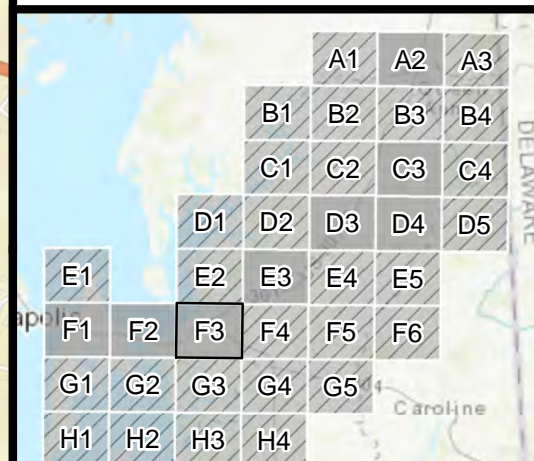 A1 A2 A3
B1 B2 B3 B4
C1 C2 C3 C4
DELAWARE
D1 D2 D3 D4 D5
E1 E2 E3 E4 E5
apolis F1 F2 F3 F4 F5 F6
G1 G2 G3 G4 G5
Caroline
H1 H2 H3 H4